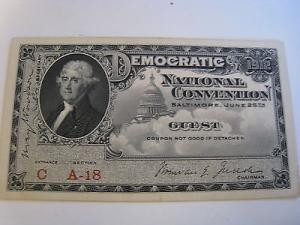 DEMOCRATIC
1912
NATIONAL
CONVENTION
BALTIMORE, JUNE 25TH
GUEST
COUPON NOT GOOD IF DETACHED
ENTRANCE SECTION
C A-18
CHAIRMAN